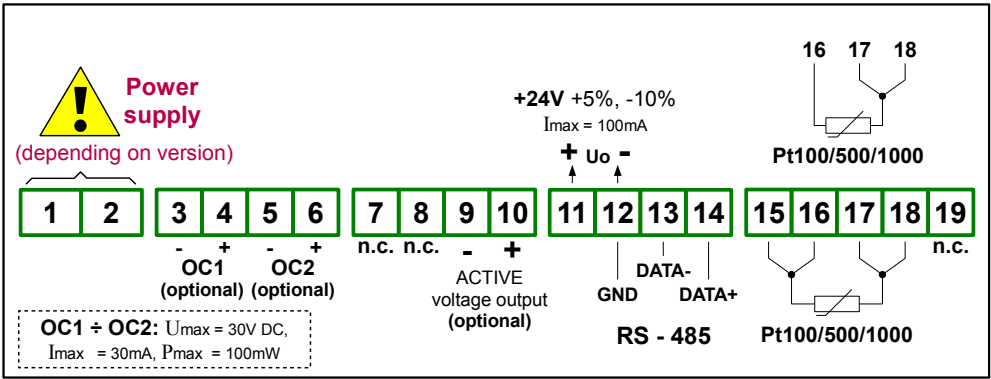 16 17 18
Power
supply
(depending on version)
+24V +5%, -10%
Imax = 100mA
+ Uo -
Pt100/500/1000
1 2 3 4 5 6 7 8 9 10 11 12 13 14 15 16 17 18 19
- + - + n.c. n.c. - + n.c.
OC1 OC2
(optional) (optional)
ACTIVE
voltage output
(optional)
GND DATA- DATA+
RS - 485
Pt100/500/1000
OC1 ÷ OC2: Umax = 30V DC,
Imax = 30mA, Pmax = 100mW